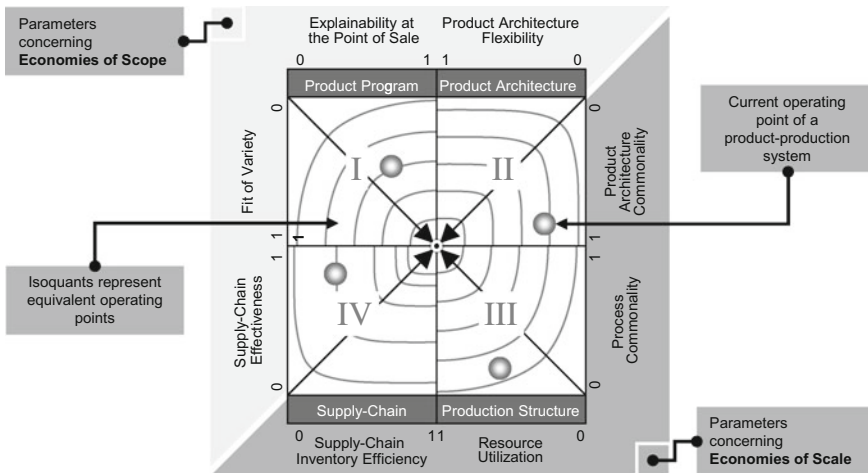 Parameters
concerning
Economies of Scope
Explainability at
the Point of Sale
Product Architecture
Flexibility
0
1
1
0
Product Program
Product Architecture
0
0
Fit of Variety
I
II
Product
Architecture
Commonality
Current operating
point of a
product-production
system
1
1
1
Isoquants represent
equivalent operating
points
1
1
Supply-Chain
Effectiveness
IV
III
Process
Commonality
0
0
Supply-Chain
Production Structure
0
11
0
Supply-Chain
Inventory Efficiency
Resource
Utilization
Parameters
concerning
Economies of Scale